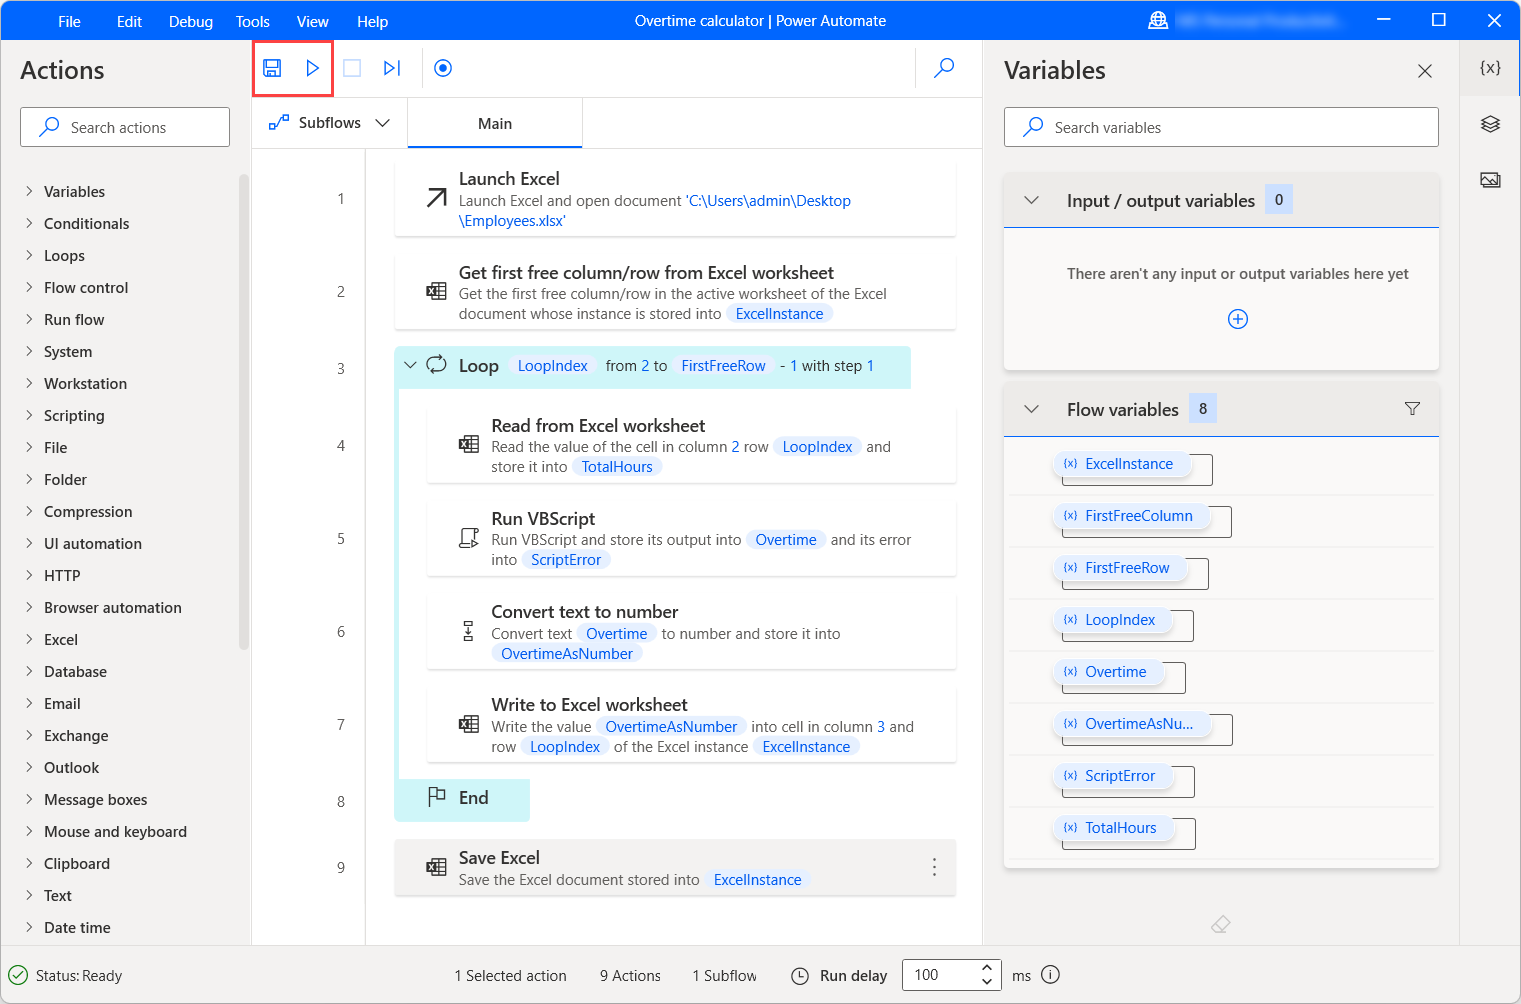 File Edit Debug Tools View Help
Overtime calculator | Power Automate
Actions
Search actions
Variables
Conditionals
Loops
Flow control
Run flow
System
Workstation
Scripting
File
Folder
Compression
UI automation
HTTP
Browser automation
Excel
Database
Email
Exchange
Outlook
Message boxes
Mouse and keyboard
Clipboard
Text
Date time
Subflows
Main
1
Launch Excel
Launch Excel and open document 'C:\Users\admin\Desktop
\Employees.xlsx'
2
Get first free column/row from Excel worksheet
Get the first free column/row in the active worksheet of the Excel
document whose instance is stored into ExcelInstance
3
Loop LoopIndex from 2 to FirstFreeRow - 1 with step 1
4
Read from Excel worksheet
Read the value of the cell in column 2 row LoopIndex and
store it into TotalHours
5
Run VBScript
Run VBScript and store its output into Overtime and its error
into ScriptError
6
Convert text to number
Convert text Overtime to number and store it into
OvertimeAsNumber
7
Write to Excel worksheet
Write the value OvertimeAsNumber into cell in column 3 and
row LoopIndex of the Excel instance ExcelInstance
8
End
9
Save Excel
Save the Excel document stored into ExcelInstance
Variables
{x}
Search variables
Input / output variables 0
There aren't any input or output variables here yet
Flow variables 8
{x} ExcelInstance
{x} FirstFreeColumn
{x} FirstFreeRow
{x} LoopIndex
{x} Overtime
{x} OvertimeAsNu...
{x} ScriptError
{x} TotalHours
Status: Ready
1 Selected action
9 Actions
1 Subflow
Run delay
100
ms